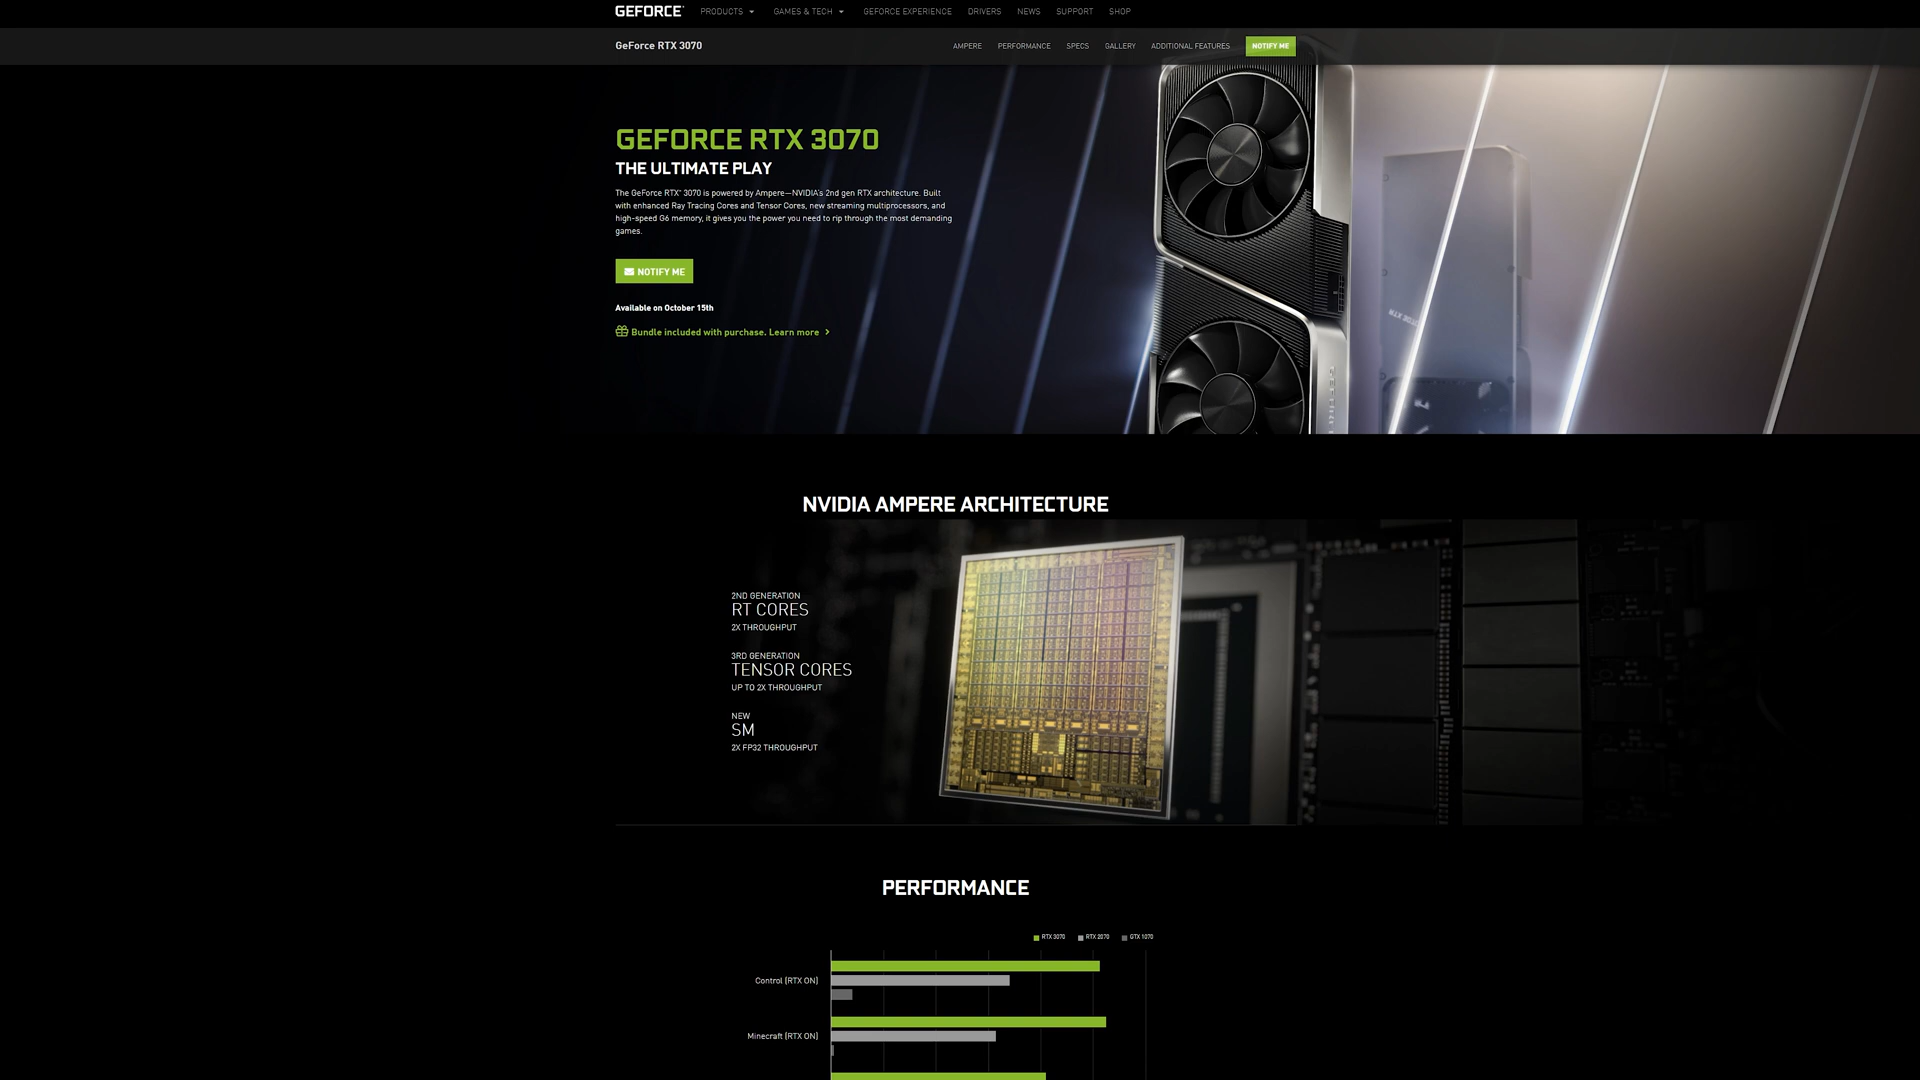 GEFORCE
PRODUCTS
GAMES & TECH
GEFORCE EXPERIENCE
DRIVERS
NEWS
SUPPORT
SHOP
GeForce RTX 3070
AMPERE
PERFORMANCE
SPECS
GALLERY
ADDITIONAL FEATURES
NOTIFY ME
GEFORCE RTX 3070
THE ULTIMATE PLAY
The GeForce RTX™ 3070 is powered by Ampere—NVIDIA's 2nd gen RTX architecture. Built
with enhanced Ray Tracing Cores and Tensor Cores, new streaming multiprocessors, and
high-speed G6 memory, it gives you the power you need to rip through the most demanding
games.
NOTIFY ME
Available on October 15th
Bundle included with purchase. Learn more
NVIDIA AMPERE ARCHITECTURE
2ND GENERATION
RT CORES
2X THROUGHPUT
3RD GENERATION
TENSOR CORES
UP TO 2X THROUGHPUT
NEW
SM
2X FP32 THROUGHPUT
PERFORMANCE
RTX 3070
RTX 2070
GTX 1070
Control (RTX ON)
Minecraft (RTX ON)